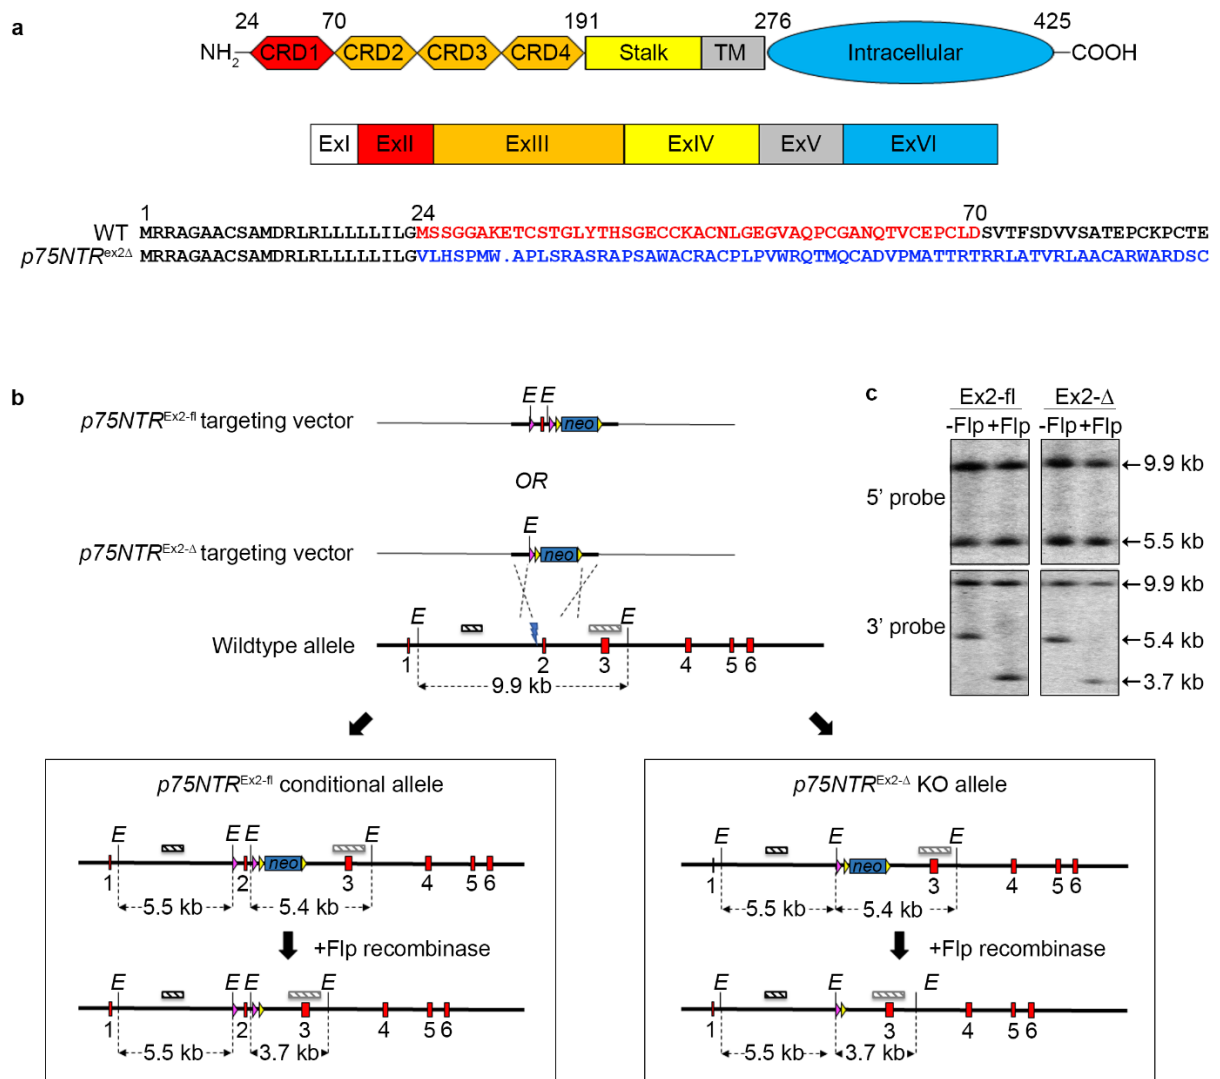 a
24 70 191 276 425
NH2 CRD1 CRD2 CRD3 CRD4 Stalk TM Intracellular COOH
ExI ExII ExIII ExIV ExV ExVI
1 24 70
WT MRRAGAACSAMDRLRLLLLLILGMSSGGAKETCSTGLYTHSGECCKACNLGEGVAQPCGANQTVCEPCLDSVTFSDVVSATEPCKPCTE
p75NTRex2Δ MRRAGAACSAMDRLRLLLLLILGVLHSPMW.APLSRASRAPSAWACRACPLPVWRQTMQCADVPMATTRTRRLATVRLAACARWARDSC
b
E E
p75NTREx2-fl targeting vector
neo
OR
E
p75NTREx2-Δ targeting vector
neo
E E
Wildtype allele
1 2 3 4 5 6
9.9 kb
c
Ex2-fl Ex2-Δ
-Flp +Flp -Flp +Flp
5' probe
9.9 kb
5.5 kb
3' probe
9.9 kb
5.4 kb
3.7 kb
p75NTREx2-fl conditional allele
E E E E
neo
1 2 3 4 5 6
5.5 kb 5.4 kb
+Flp recombinase
E E E E
1 2 3 4 5 6
5.5 kb 3.7 kb
p75NTREx2-Δ KO allele
E E E
neo
1 3 4 5 6
5.5 kb 5.4 kb
+Flp recombinase
E E E
1 3 4 5 6
5.5 kb 3.7 kb